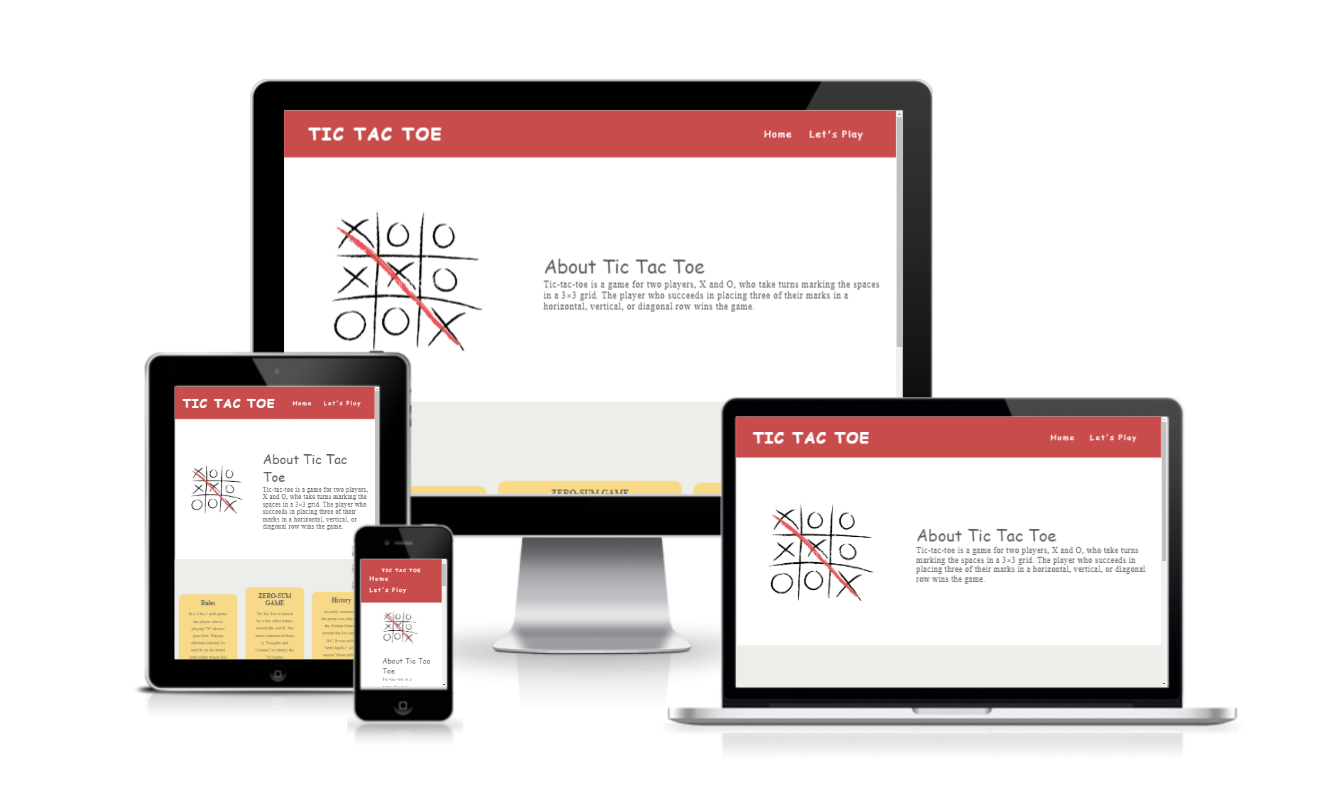 TIC TAC TOE
Home Let's Play
About Tic Tac Toe
Tic-tac-toe is a game for two players, X and O, who take turns marking the spaces
in a 3×3 grid. The player who succeeds in placing three of their marks in a
horizontal, vertical, or diagonal row wins the game.
ZERO-SUM GAME
TIC TAC TOE
Home Let's Play
About Tic Tac
Toe
Tic-tac-toe is a game for two players,
X and O, who take turns marking the
spaces in a 3×3 grid. The player who
succeeds in placing three of their
marks in a horizontal, vertical, or
diagonal row wins the game.
Rules
ZERO-SUM
GAME
History
TIC TAC TOE
Home
Let's Play
About Tic Tac
Toe
Tic-tac-toe is a
TIC TAC TOE
Home Let's Play
About Tic Tac Toe
Tic-tac-toe is a game for two players, X and O, who take turns
marking the spaces in a 3×3 grid. The player who succeeds in
placing three of their marks in a horizontal, vertical, or diagonal
row wins the game.